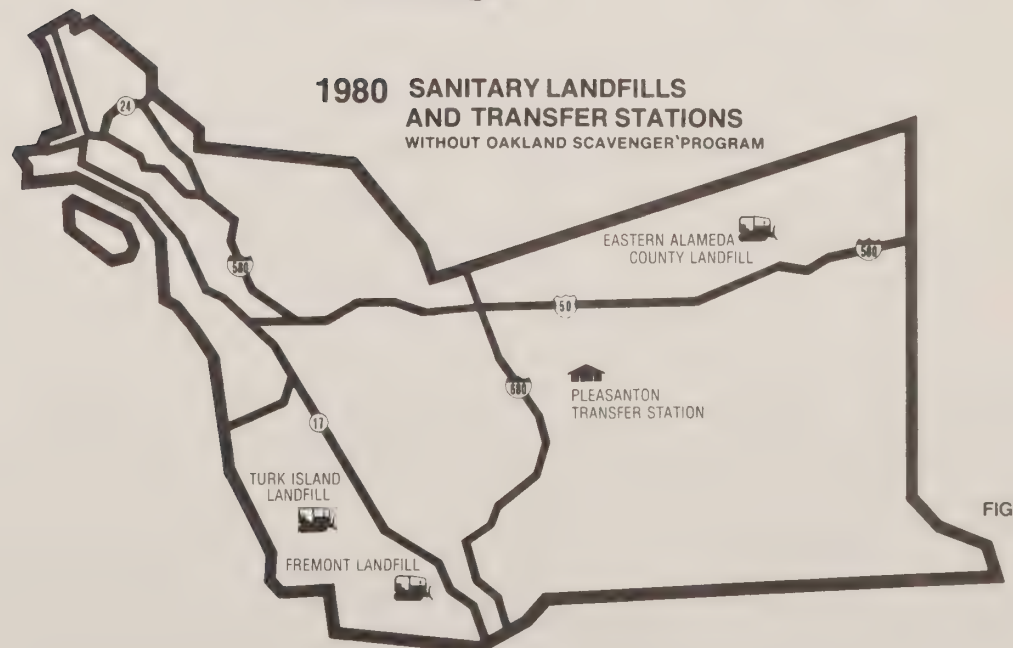 1980 SANITARY LANDFILLS
AND TRANSFER STATIONS
WITHOUT OAKLAND SCAVENGER'PROGRAM
24
580
EASTERN ALAMEDA
COUNTY LANDFILL
580
50
680
PLEASANTON
TRANSFER STATION
17
TURK ISLAND
LANDFILL
FREMONT LANDFILL
FIG